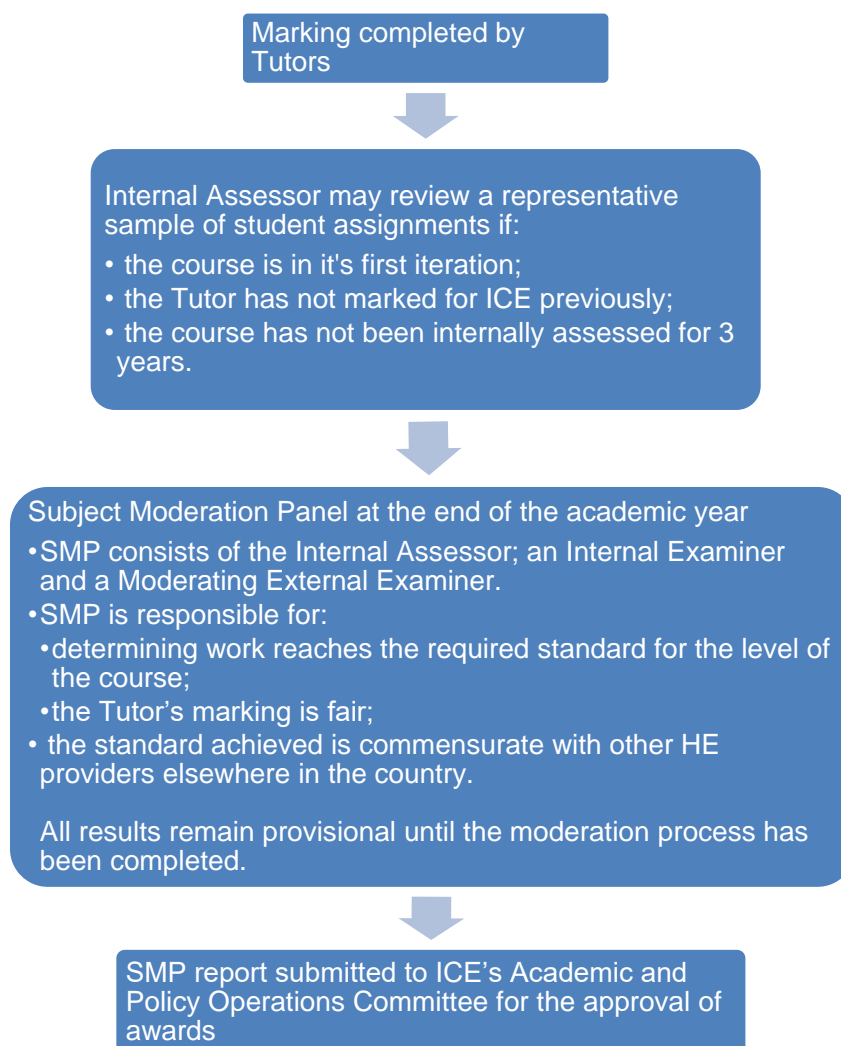 Marking completed by
Tutors
Internal Assessor may review a representative
sample of student assignments if:
• the course is in it's first iteration;
• the Tutor has not marked for ICE previously;
• the course has not been internally assessed for 3
years.
Subject Moderation Panel at the end of the academic year
•SMP consists of the Internal Assessor; an Internal Examiner
and a Moderating External Examiner.
•SMP is responsible for:
•determining work reaches the required standard for the level of
the course;
•the Tutor’s marking is fair;
• the standard achieved is commensurate with other HE
providers elsewhere in the country.
All results remain provisional until the moderation process has
been completed.
SMP report submitted to ICE’s Academic and
Policy Operations Committee for the approval of
awards